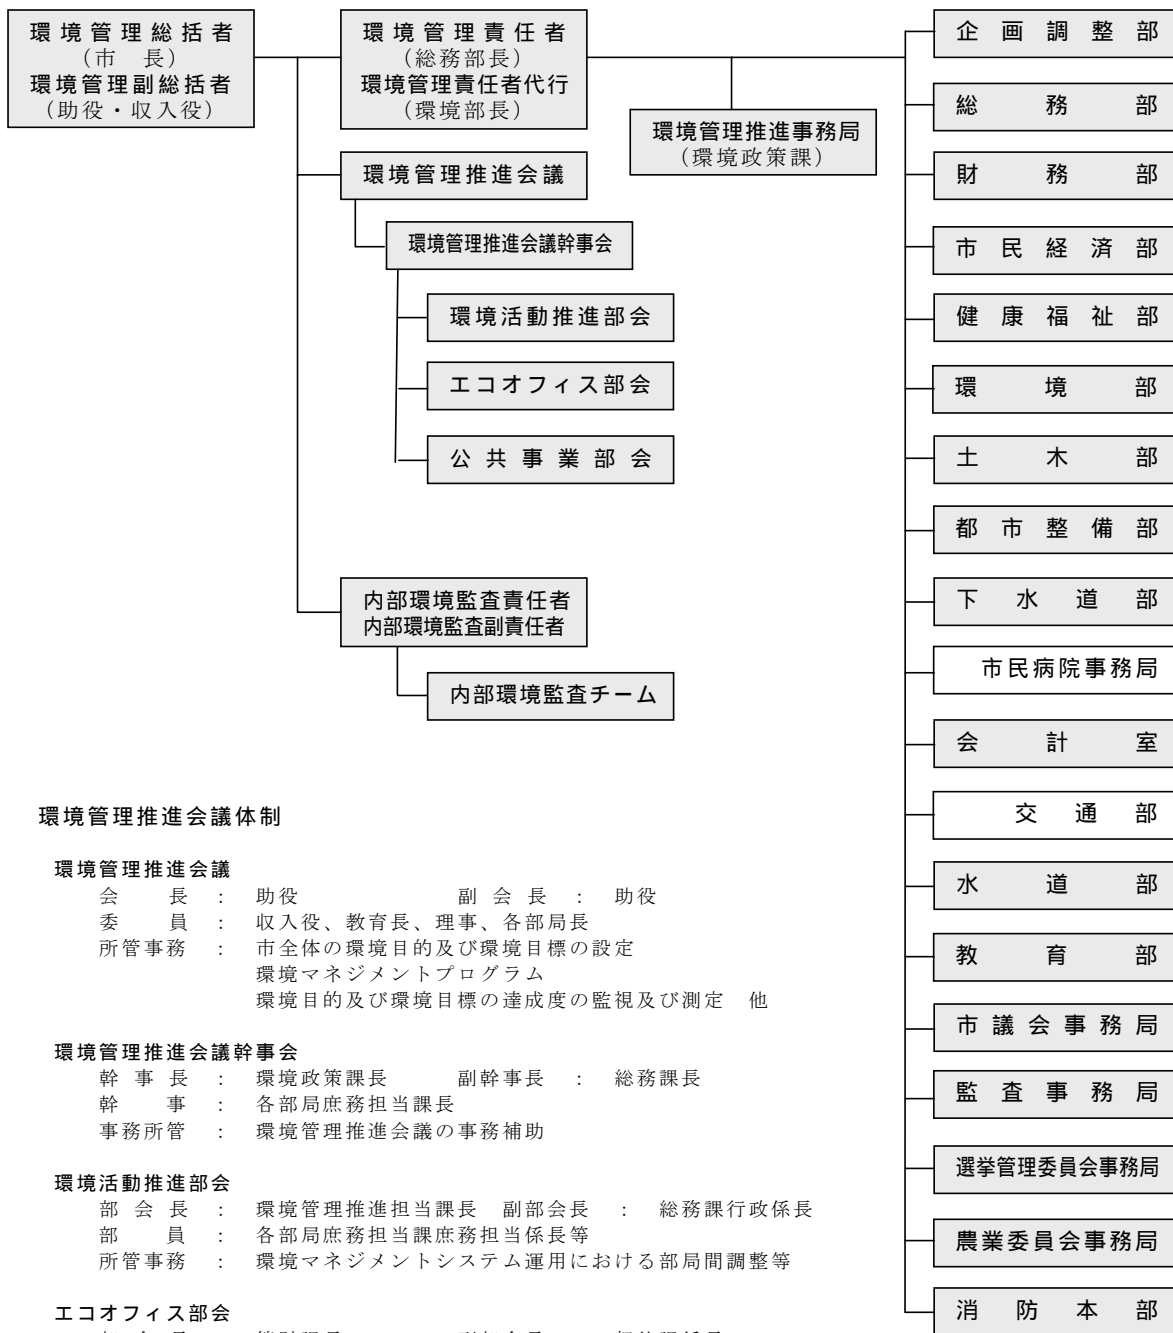 環境管理総括者
（市　長）
環境管理副総括者
（助役・収入役）
環境管理責任者
（総務部長）
環境管理責任者代行
（環境部長）
環境管理推進事務局
（環境政策課）
環境管理推進会議
環境管理推進会議幹事会
環境活動推進部会
エコオフィス部会
公共事業部会
内部環境監査責任者
内部環境監査副責任者
内部環境監査チーム
企画調整部
総務部
財務部
市民経済部
健康福祉部
環境部
土木部
都市整備部
下水道部
市民病院事務局
会計室
交通部
水道部
教育部
市議会事務局
監査事務局
選挙管理委員会事務局
農業委員会事務局
消防本部
環境管理推進会議体制
環境管理推進会議
会　長　：　助役　　副会長　：　助役
委　員　：　収入役、教育長、理事、各部局長
所管事務　：　市全体の環境目的及び環境目標の設定
環境マネジメントプログラム
環境目的及び環境目標の達成度の監視及び測定　他
環境管理推進会議幹事会
幹事長　：　環境政策課長　　副幹事長　：　総務課長
幹　事　：　各部局庶務担当課長
事務所管　：　環境管理推進会議の事務補助
環境活動推進部会
部会長　：　環境管理推進担当課長　副部会長　：　総務課行政係長
部　員　：　各部局庶務担当課庶務担当係長等
所管事務　：　環境マネジメントシステム運用における部局間調整等
エコオフィス部会